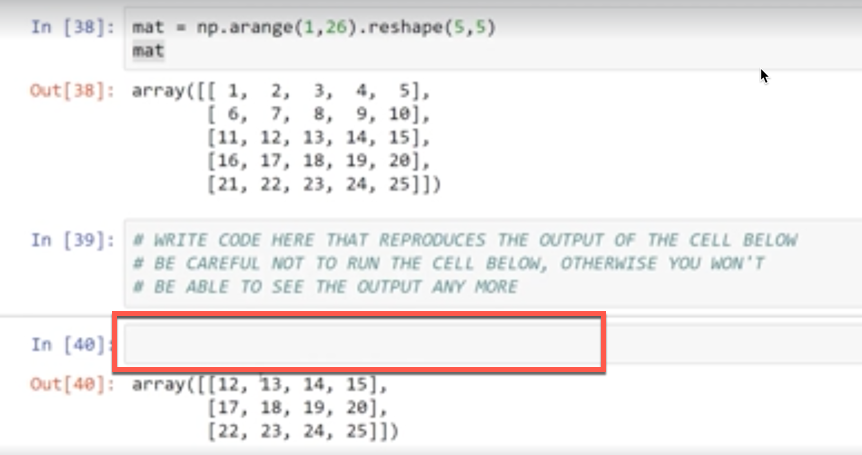 In [38]: mat = np.arange(1,26).reshape(5,5)
mat
Out[38]: array([[ 1,  2,  3,  4,  5],
[ 6,  7,  8,  9, 10],
[11, 12, 13, 14, 15],
[16, 17, 18, 19, 20],
[21, 22, 23, 24, 25]])
In [39]: # WRITE CODE HERE THAT REPRODUCES THE OUTPUT OF THE CELL BELOW
# BE CAREFUL NOT TO RUN THE CELL BELOW, OTHERWISE YOU WON'T
# BE ABLE TO SEE THE OUTPUT ANY MORE
In [40]:
Out[40]: array([[12, 13, 14, 15],
[17, 18, 19, 20],
[22, 23, 24, 25]])